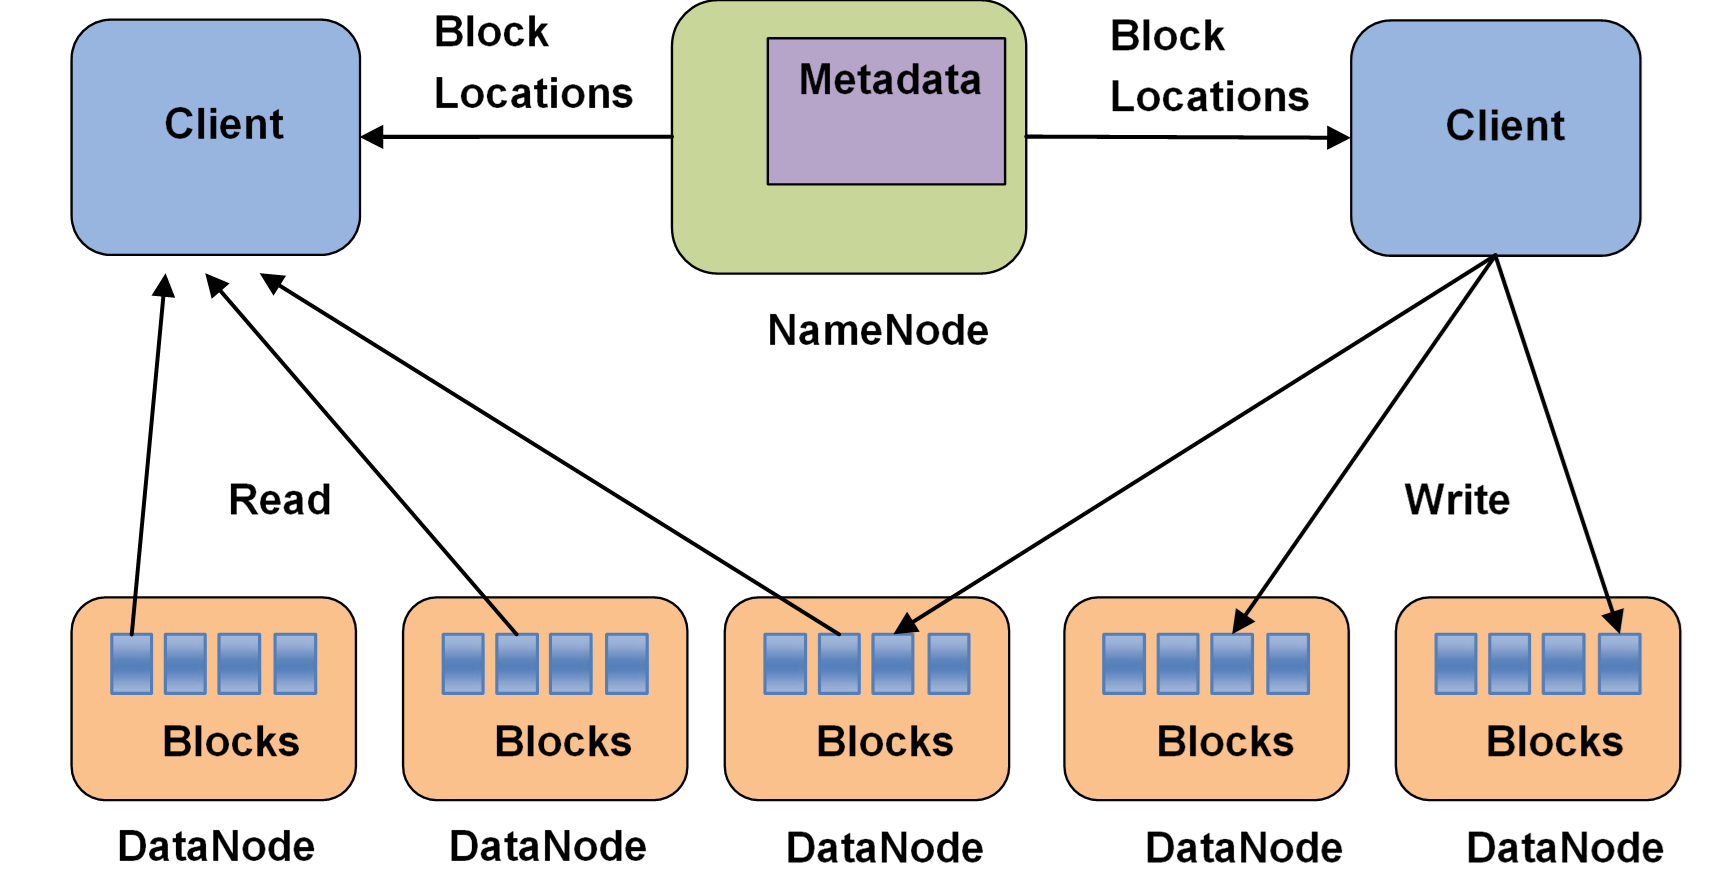 Block
Locations
Client
Metadata
Block
Locations
Client
NameNode
Read
Write
Blocks
Blocks
Blocks
Blocks
Blocks
DataNode
DataNode
DataNode
DataNode
DataNode